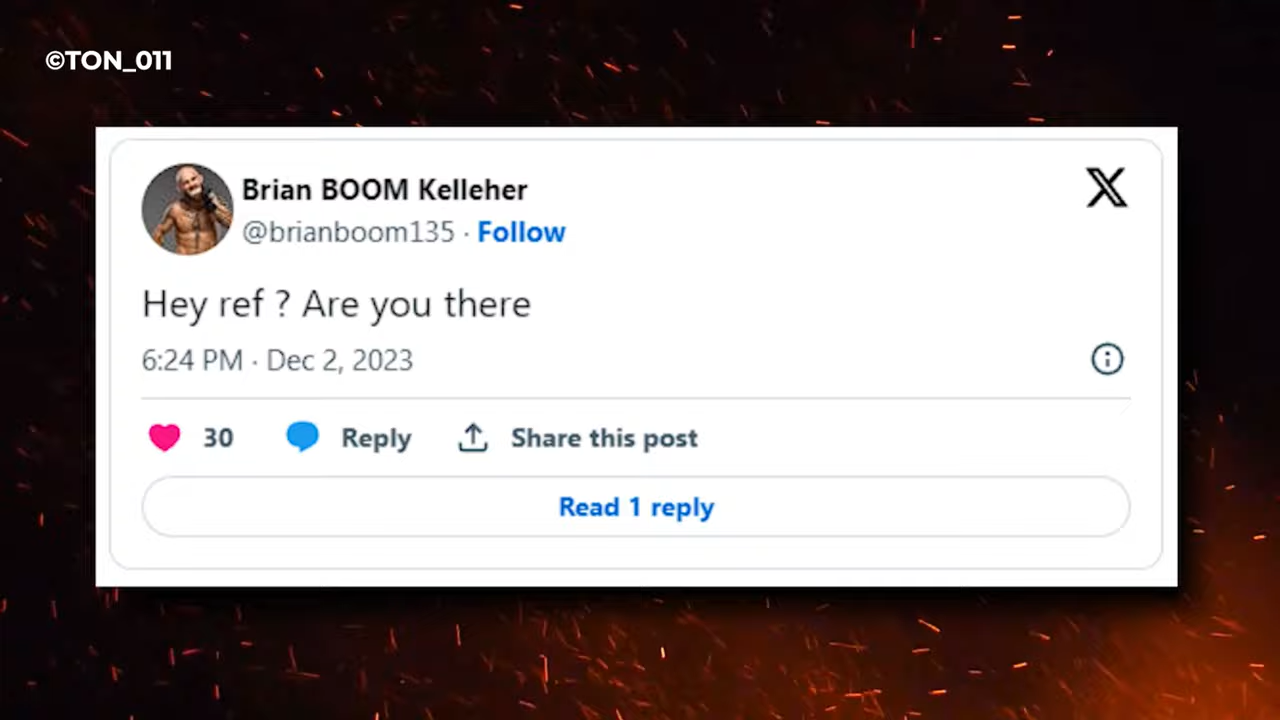 ©TON_011
Brian BOOM Kelleher
@brianboom135 · Follow
Hey ref ? Are you there
6:24 PM · Dec 2, 2023
30 Reply Share this post
Read 1 reply